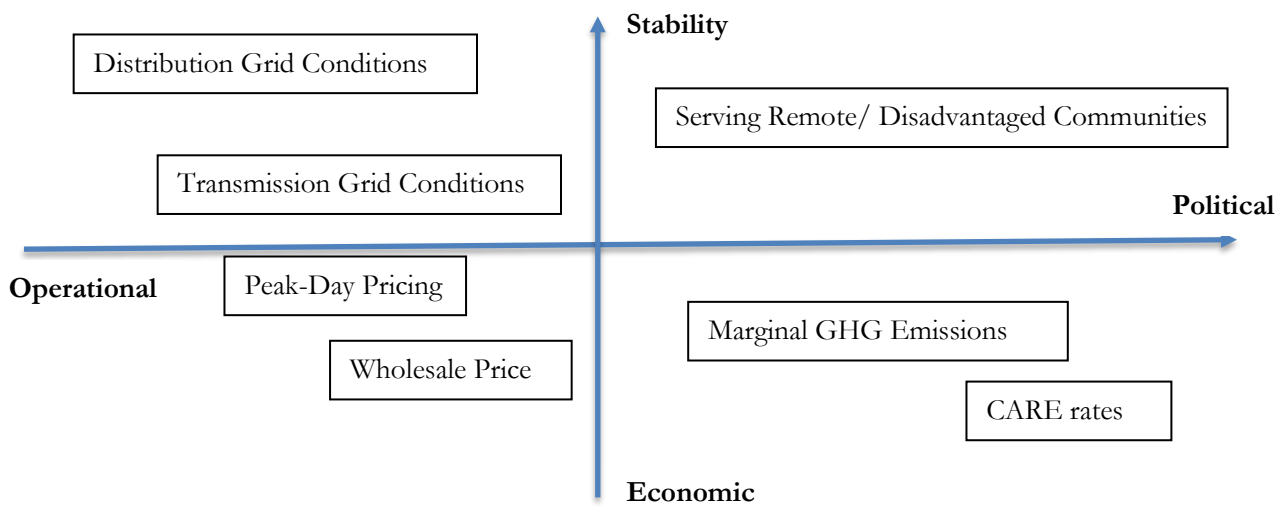 Stability
Distribution Grid Conditions
Serving Remote/ Disadvantaged Communities
Transmission Grid Conditions
Political
Operational
Peak-Day Pricing
Marginal GHG Emissions
Wholesale Price
CARE rates
Economic